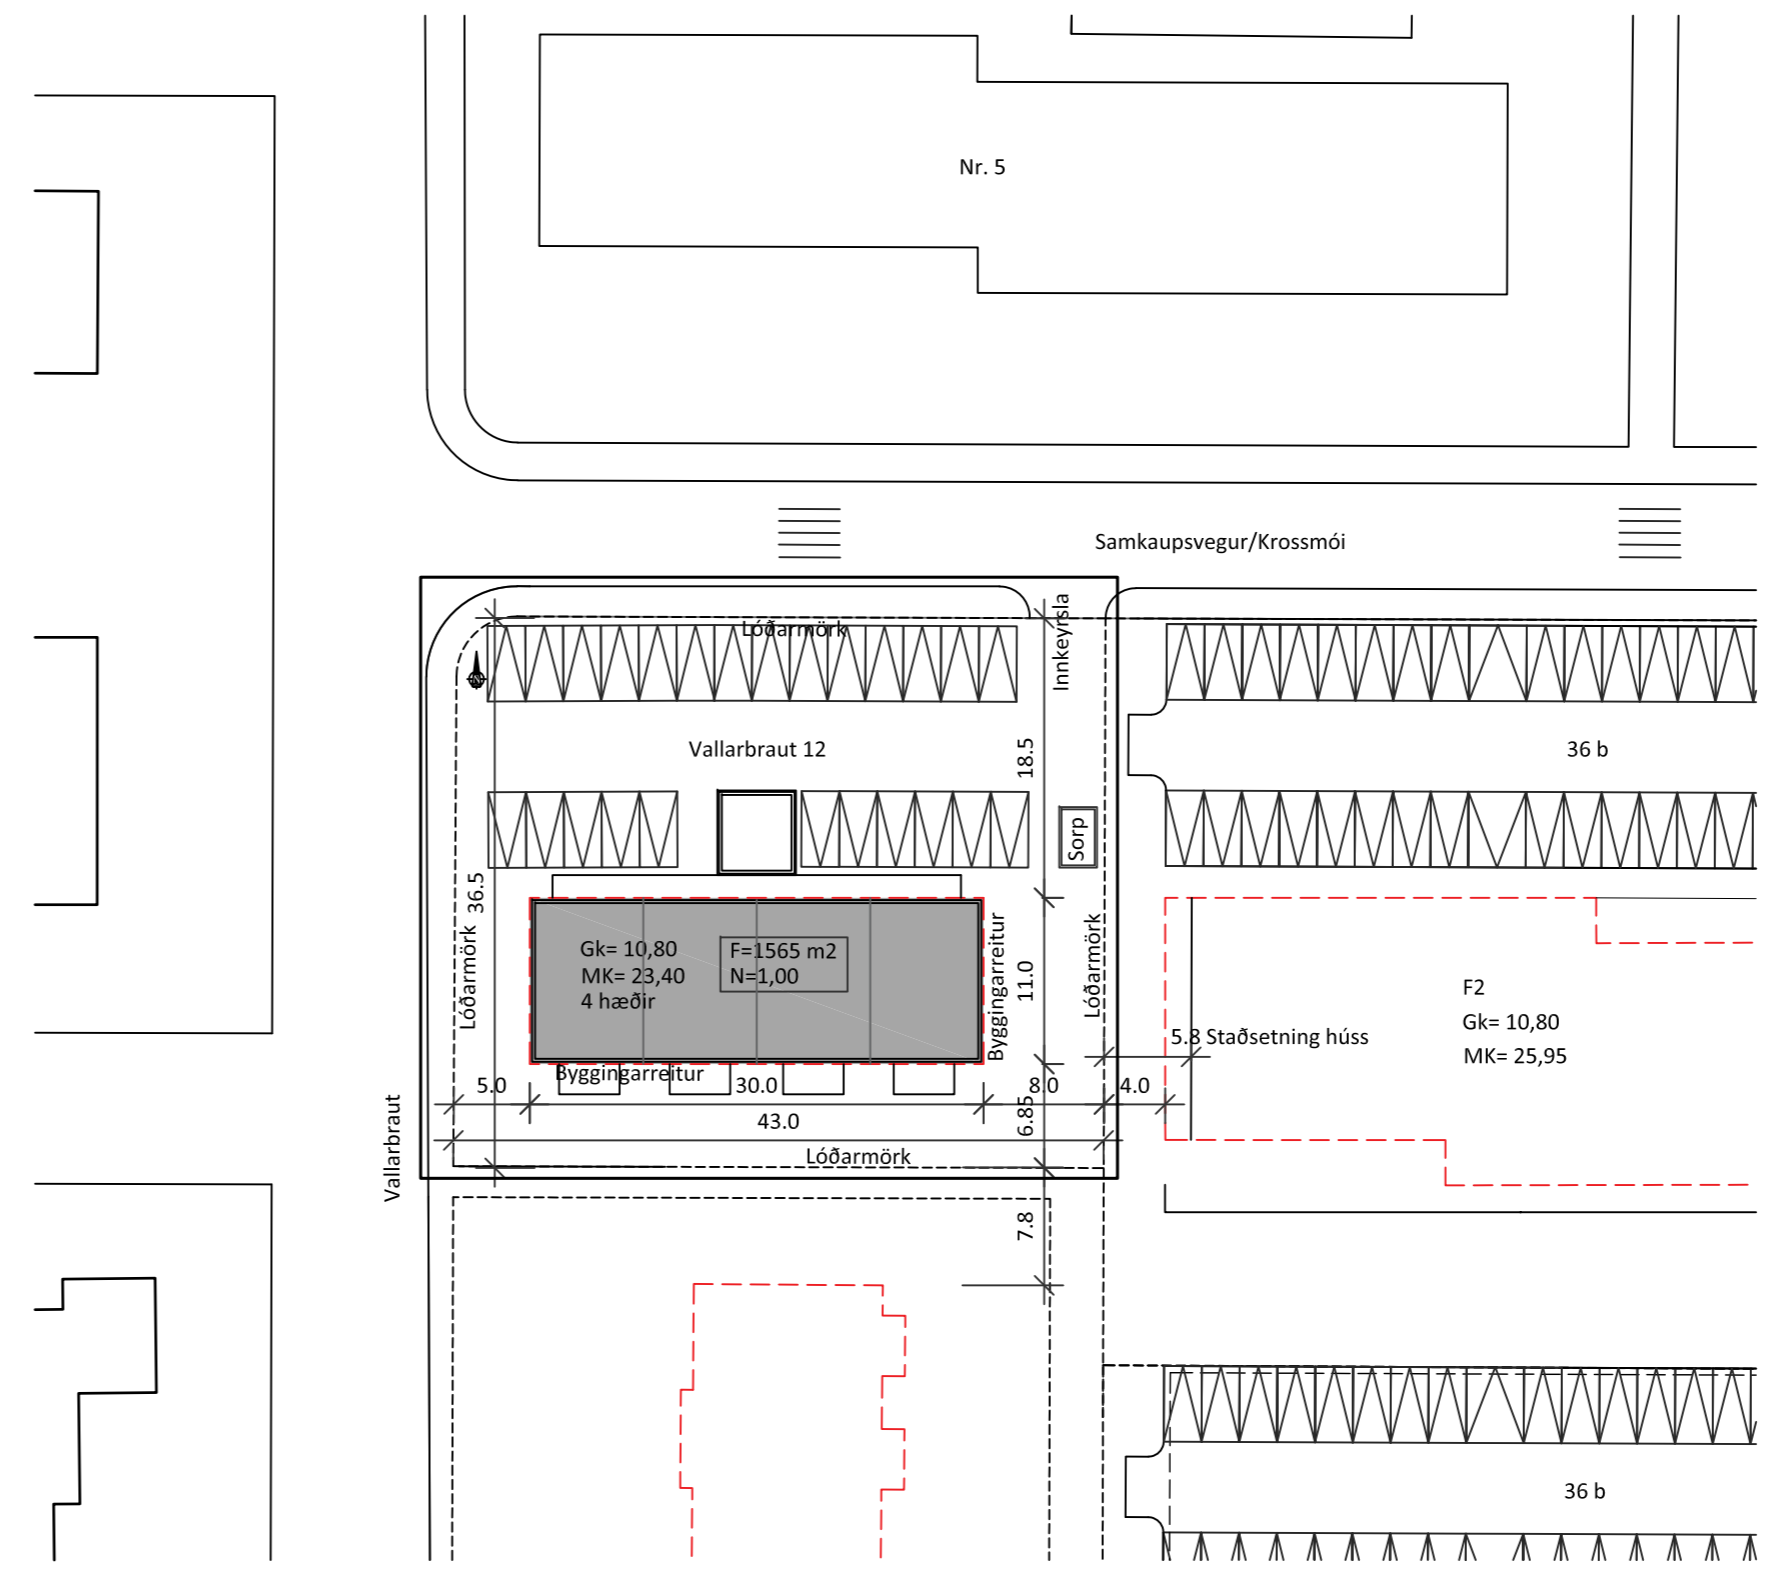 Nr. 5
Samkaupsvegur/Krossmói
Lóðarmörk
Innkeyrsla
Vallarbraut 12
18.5
36 b
Sorp
Lóðarmörk 36.5
Gk= 10,80
MK= 23,40
4 hæðir
F=1565 m2
N=1,00
Byggingarreitur
11.0
Lóðarmörk
F2
Gk= 10,80
MK= 25,95
5.8 Staðsetning húss
Byggingarreitur
5.0
30.0
8.0
4.0
6.85
43.0
Lóðarmörk
Vallarbraut
7.8
36 b